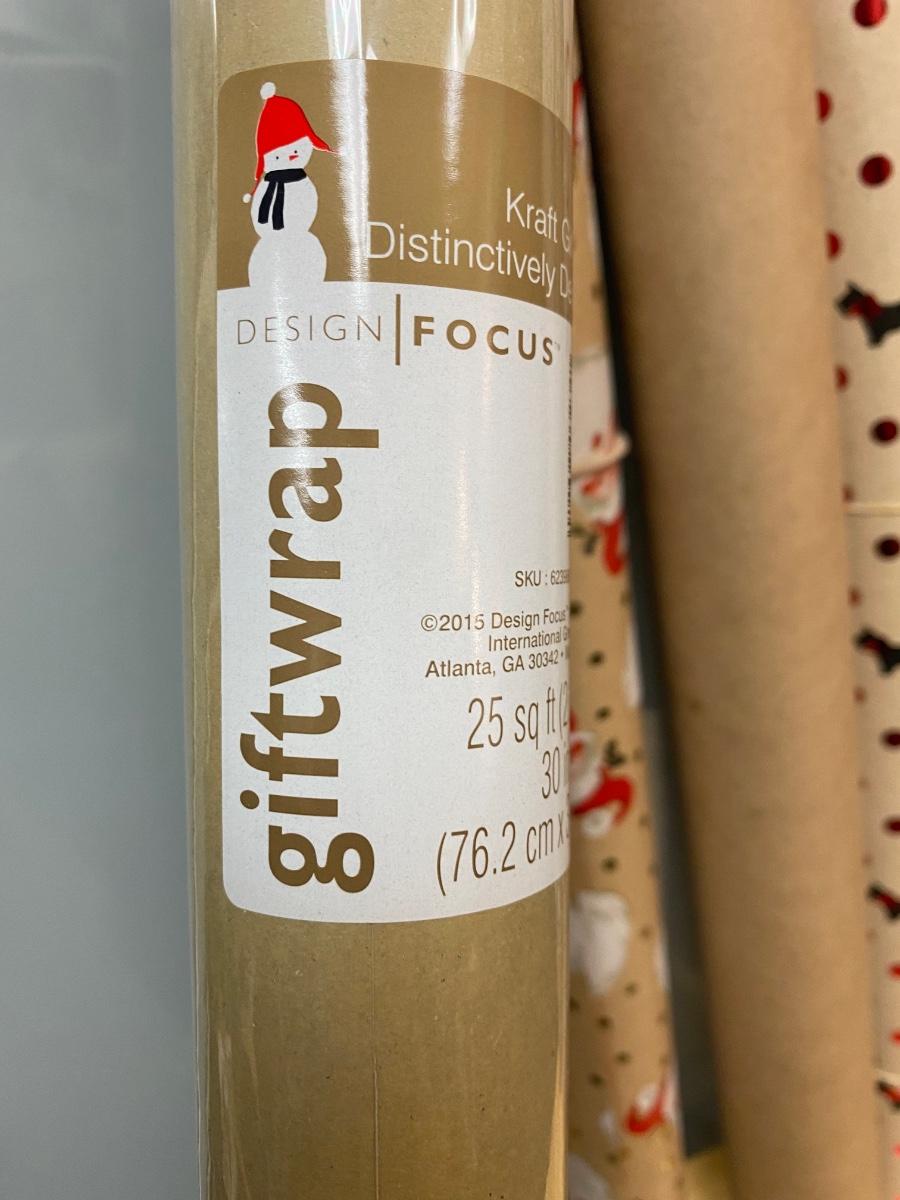 Kraft
Distinctively
DESIGN | FOCUS™
giftwrap
SKU :
©2015 Design Focus
International
Atlanta, GA 30342 •
25 sq ft
30
(76.2 cm x